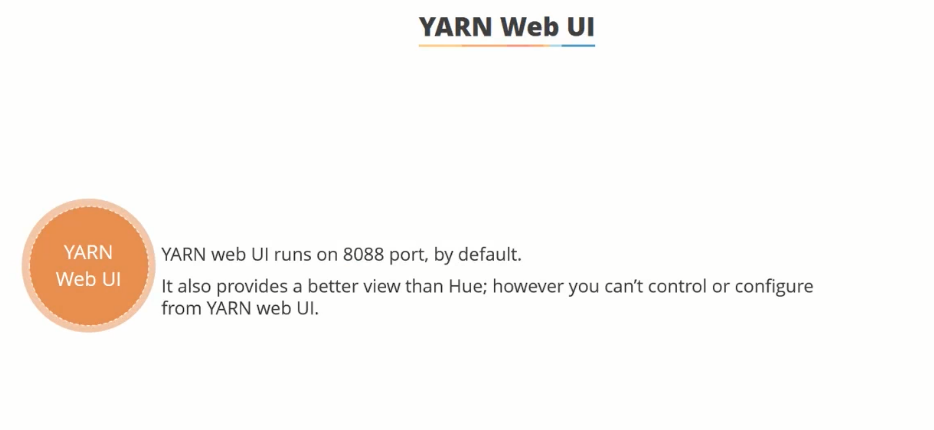 YARN Web UI
YARN
Web UI
YARN web UI runs on 8088 port, by default.
It also provides a better view than Hue; however you can’t control or configure
from YARN web UI.